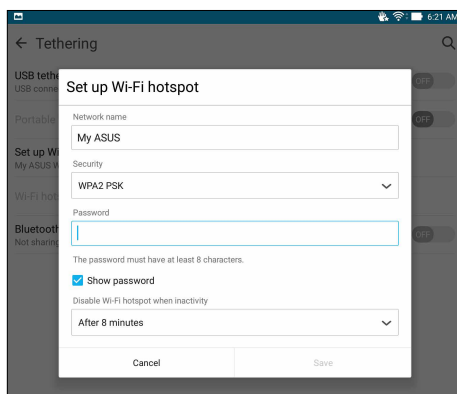 6:21 AM
Tethering
USB tethe
USB conne
OFF
Portable
OFF
Set up Wi
My ASUS W
Wi-Fi hot
Bluetooth
Not sharing
OFF
Set up Wi-Fi hotspot
Network name
My ASUS
Security
WPA2 PSK
Password
The password must have at least 8 characters.
Show password
Disable Wi-Fi hotspot when inactivity
After 8 minutes
Cancel
Save